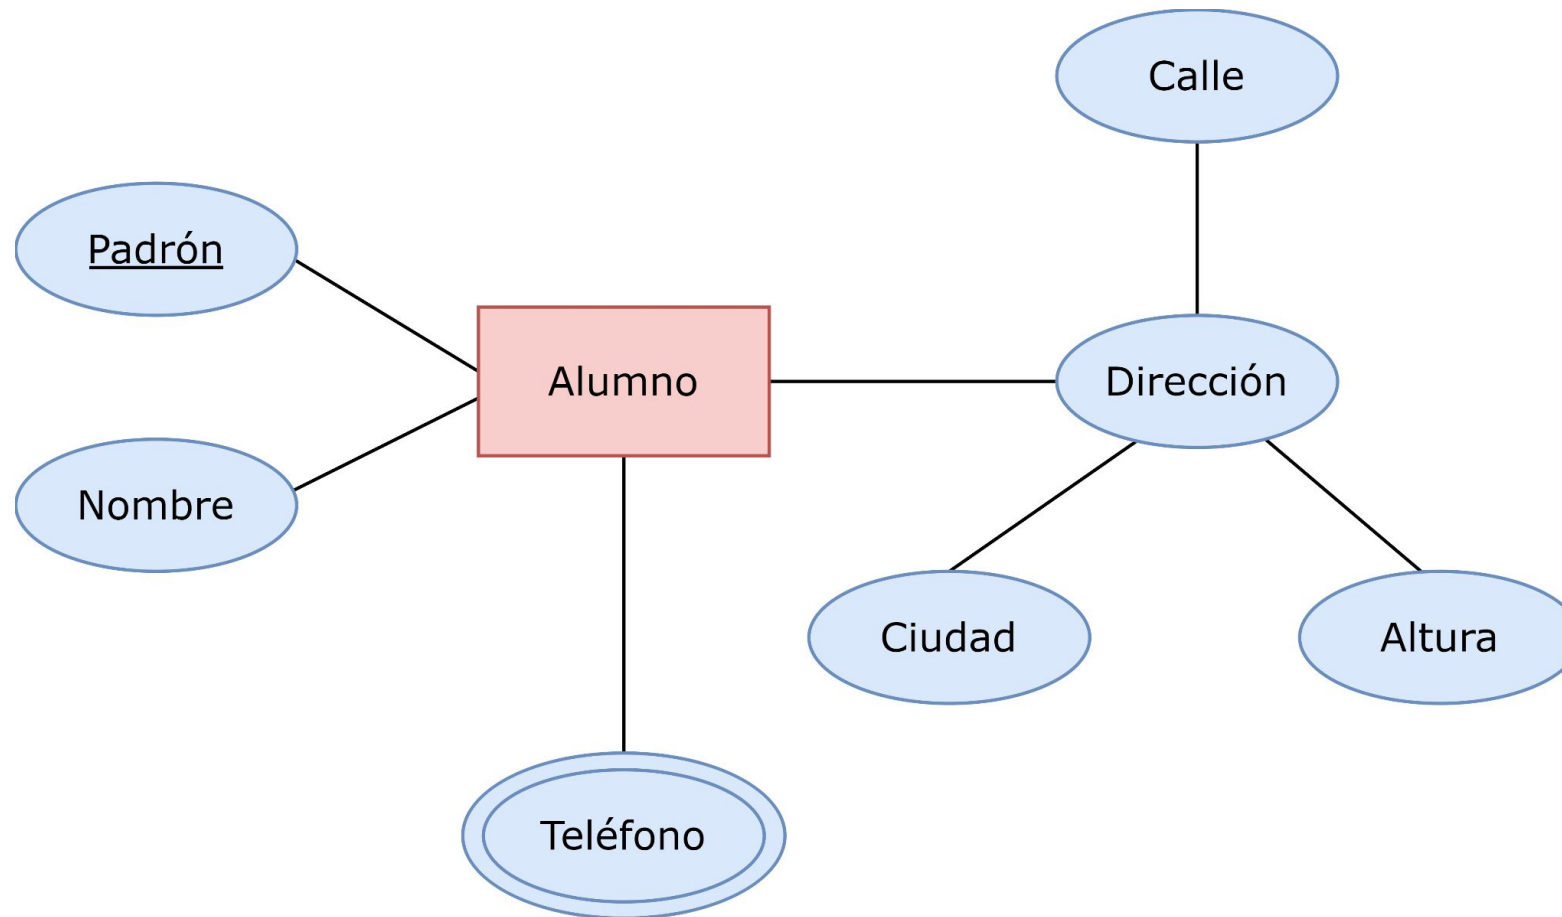 Calle
Padrón
Alumno
Dirección
Nombre
Ciudad
Altura
Teléfono